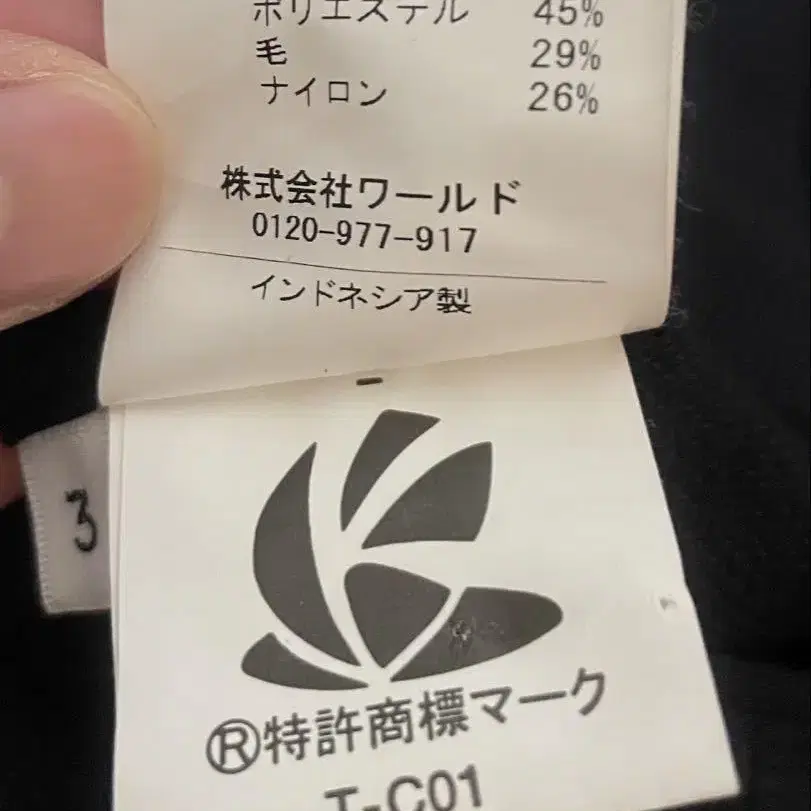 ポリエステル 45%
毛 29%
ナイロン 26%
株式会社ワールド
0120-977-917
インドネシア製
3
®特許商標マーク
T-C01